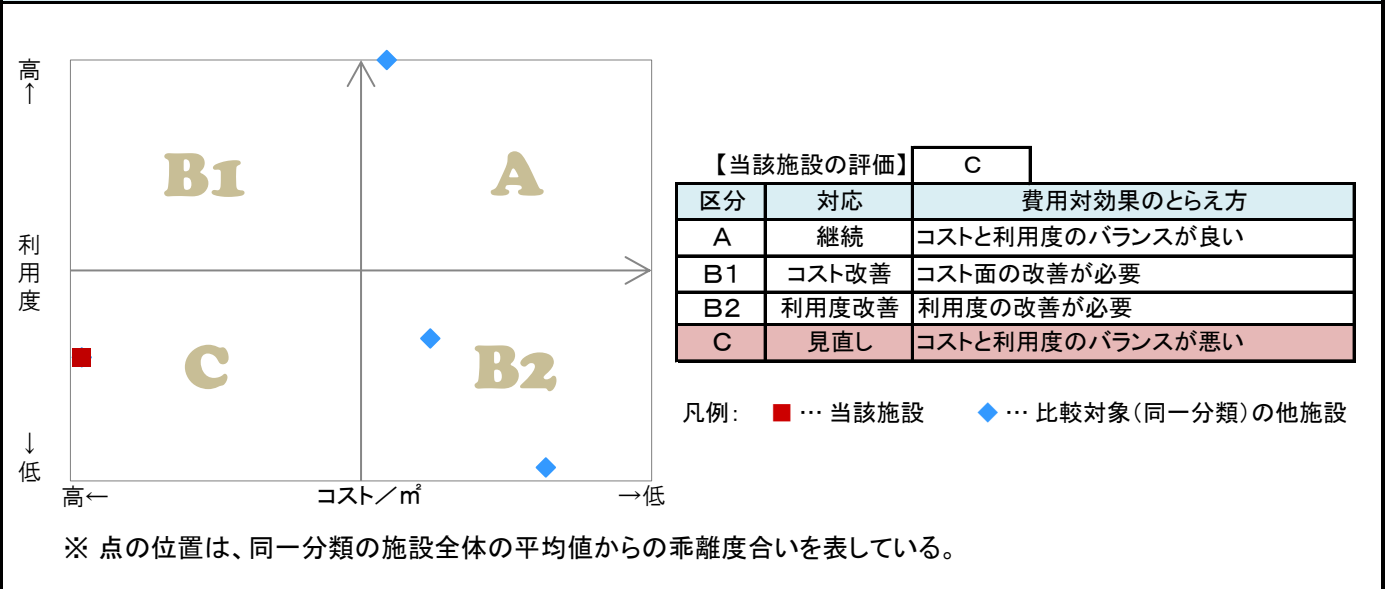 高
↑
利
用
度
↓
低
B1
A
C
B2
高←
コスト／㎡
→低
【当該施設の評価】 C
区分 対応 費用対効果のとらえ方
A 継続 コストと利用度のバランスが良い
B1 コスト改善 コスト面の改善が必要
B2 利用度改善 利用度の改善が必要
C 見直し コストと利用度のバランスが悪い
凡例: ■ … 当該施設 ◆ … 比較対象(同一分類)の他施設
※ 点の位置は、同一分類の施設全体の平均値からの乖離度合いを表している。